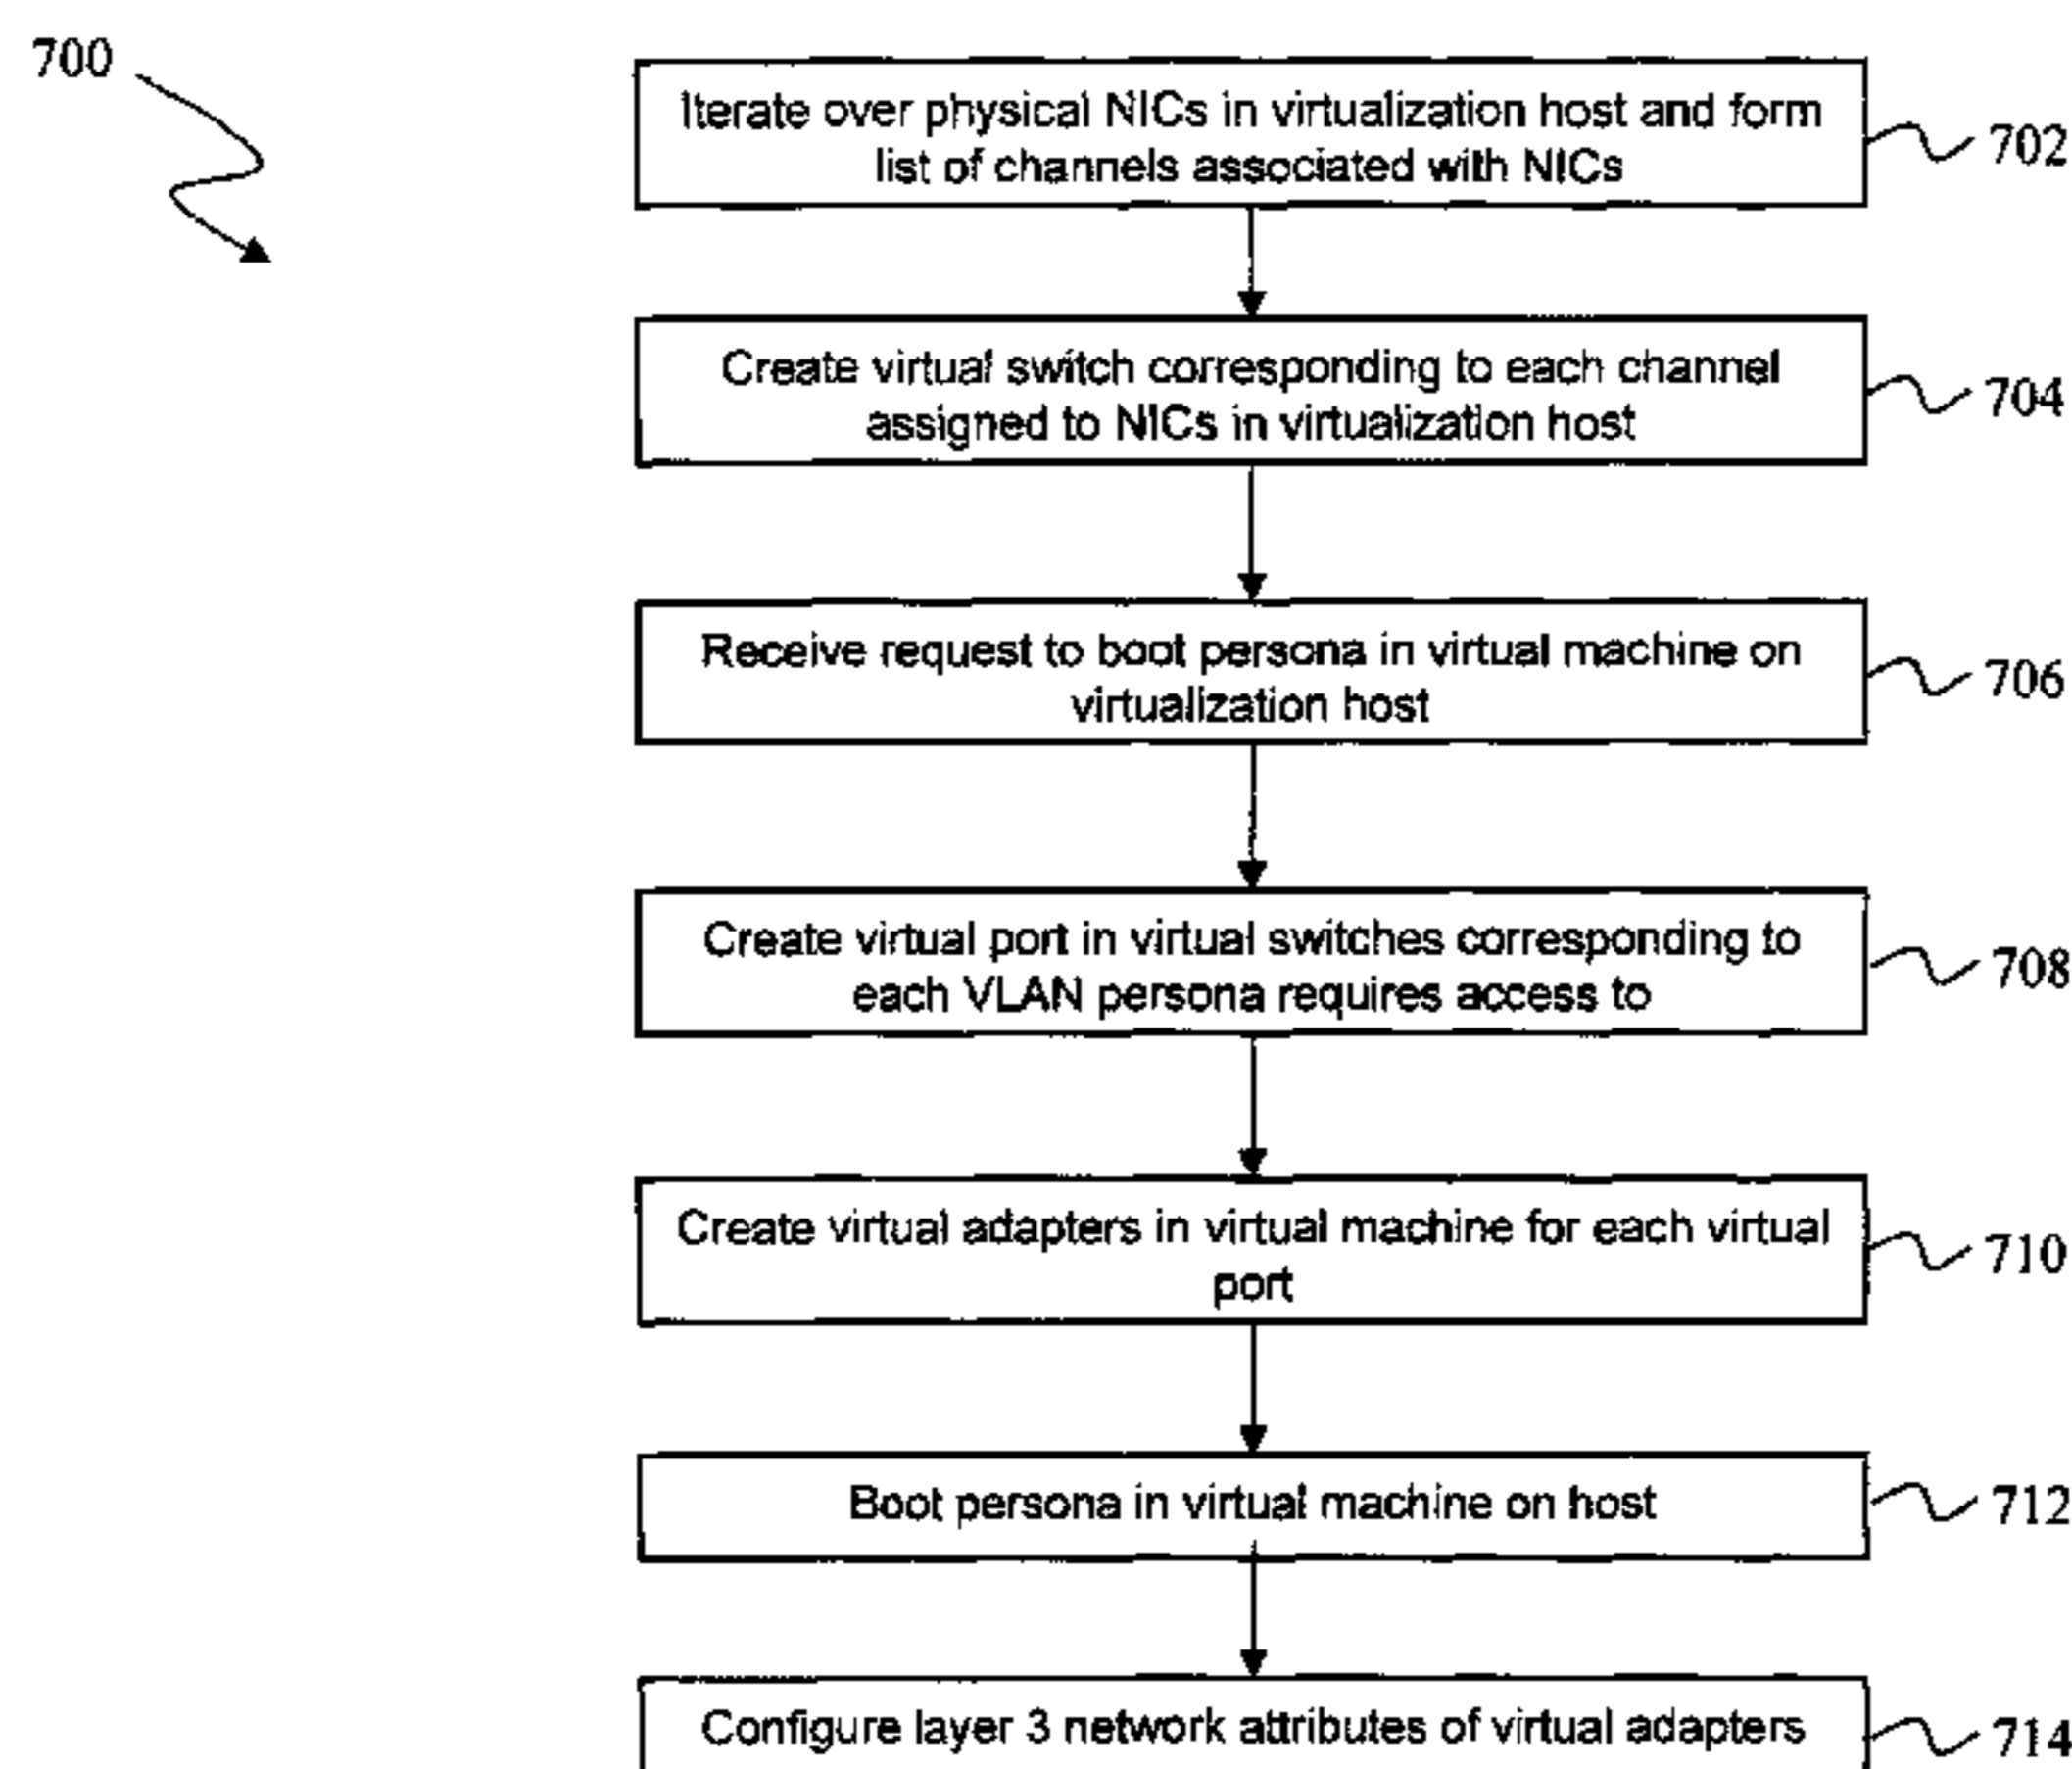 700
Iterate over physical NICs in virtualization host and form
list of channels associated with NICs
702
Create virtual switch corresponding to each channel
assigned to NICs in virtualization host
704
Receive request to boot persona in virtual machine on
virtualization host
706
Create virtual port in virtual switches corresponding to
each VLAN persona requires access to
708
Create virtual adapters in virtual machine for each virtual
port
710
Boot persona in virtual machine on host
712
Configure layer 3 network attributes of virtual adapters
714